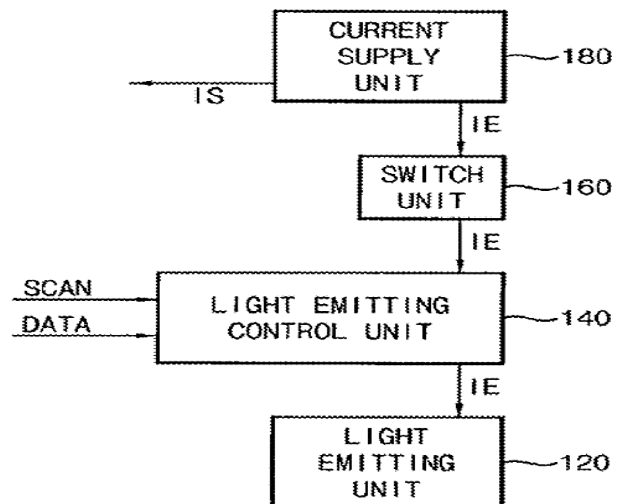 CURRENT
SUPPLY
UNIT
180
IS
IE
SWITCH
UNIT
160
IE
SCAN
DATA
LIGHT EMITTING
CONTROL UNIT
140
IE
LIGHT
EMITTING
UNIT
120